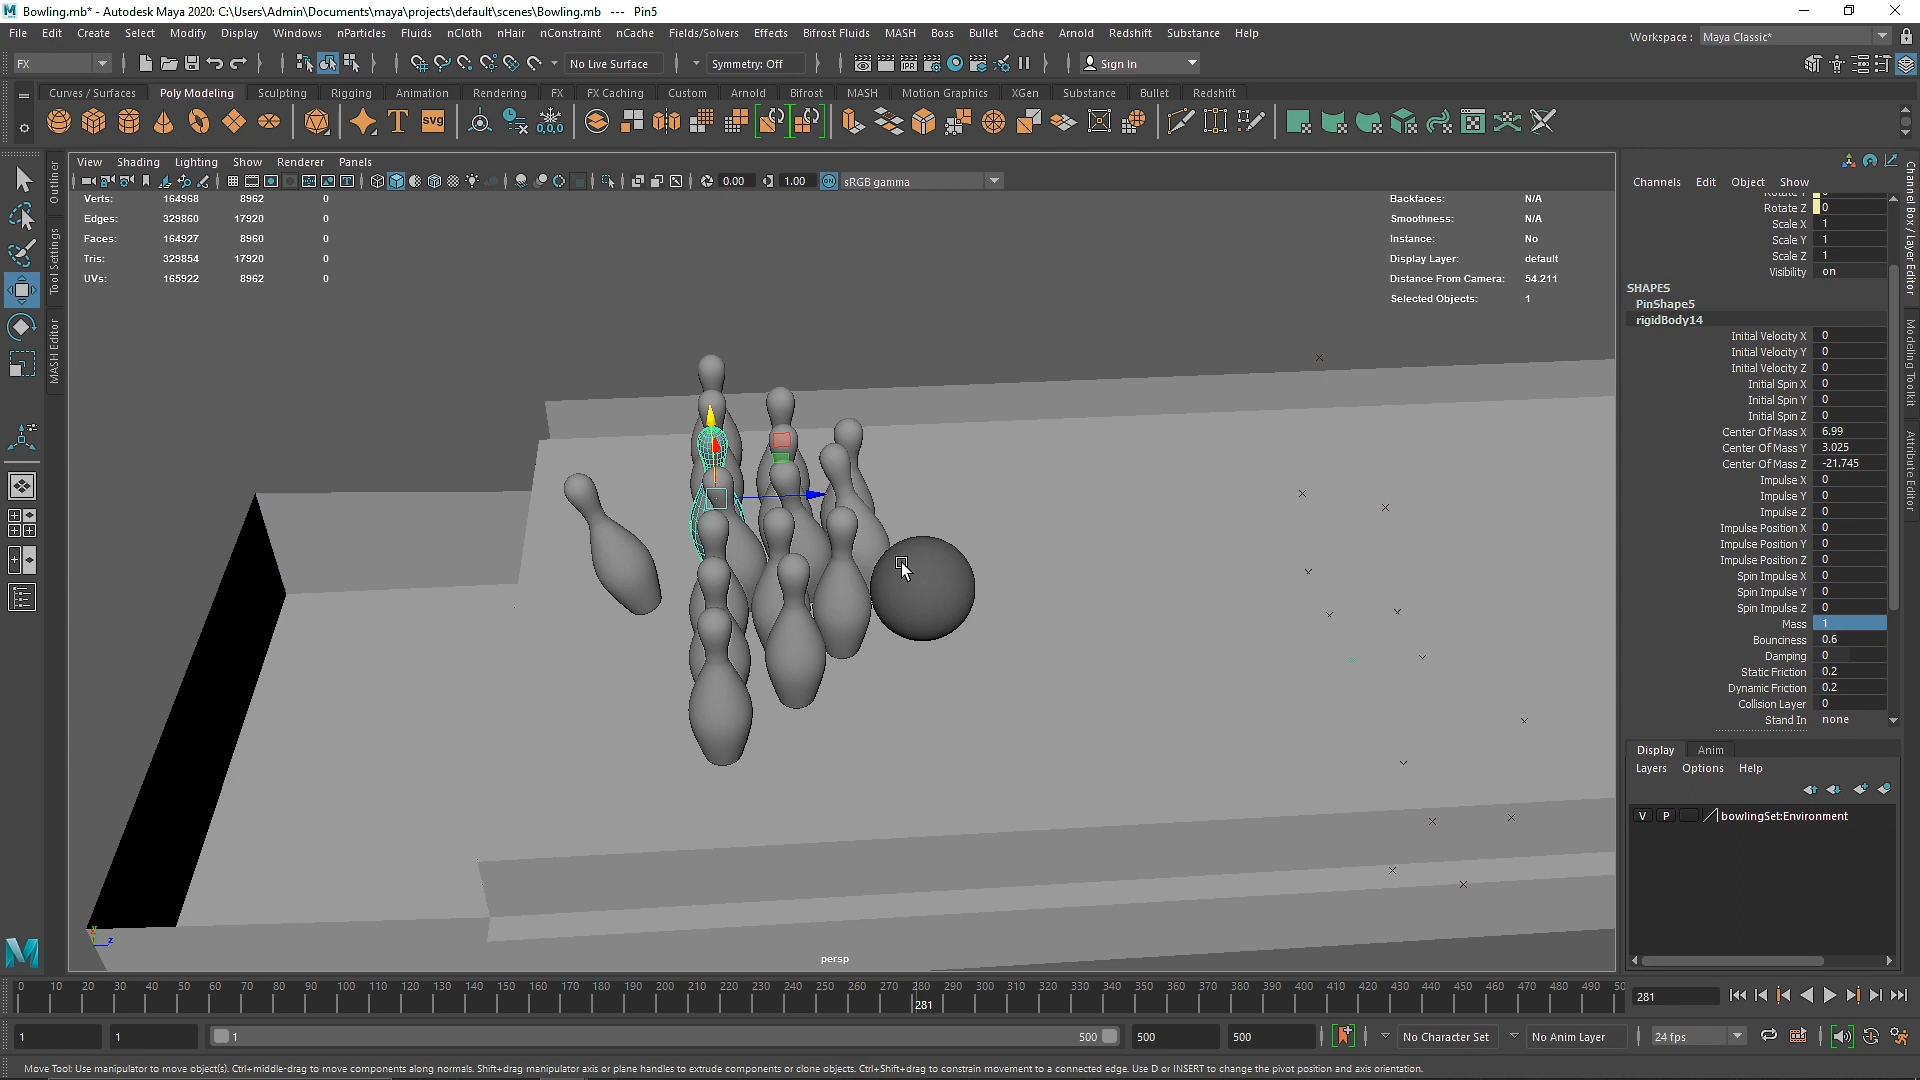 Bowling.mb* - Autodesk Maya 2020: C:\Users\Admin\Documents\maya\projects\default\scenes\Bowling.mb --- Pin5
File Edit Create Select Modify Display Windows nParticles Fluids nCloth nHair nConstraint nCache Fields/Solvers Effects Bifrost Fluids MASH Boss Bullet Cache Arnold Redshift Substance Help
Workspace : Maya Classic*
FX No Live Surface Symmetry: Off Sign In
Curves / Surfaces Poly Modeling Sculpting Rigging Animation Rendering FX FX Caching Custom Arnold Bifrost MASH Motion Graphics XGen Substance Bullet Redshift
View Shading Lighting Show Renderer Panels
0.00 1.00 sRGB gamma
Verts: 164968 8962 0
Edges: 329860 17920 0
Faces: 164927 8960 0
Tris: 329854 17920 0
UVs: 165922 8962 0
Backfaces: N/A
Smoothness: N/A
Instance: No
Display Layer: default
Distance From Camera: 54.211
Selected Objects: 1
persp
Outliner
Tool Settings
MASH Editor
Channels Edit Object Show
Rotate Z 0
Scale X 1
Scale Y 1
Scale Z 1
Visibility on
SHAPES
PinShape5
rigidBody14
Initial Velocity X 0
Initial Velocity Y 0
Initial Velocity Z 0
Initial Spin X 0
Initial Spin Y 0
Initial Spin Z 0
Center Of Mass X 6.99
Center Of Mass Y 3.025
Center Of Mass Z -21.745
Impulse X 0
Impulse Y 0
Impulse Z 0
Impulse Position X 0
Impulse Position Y 0
Impulse Position Z 0
Spin Impulse X 0
Spin Impulse Y 0
Spin Impulse Z 0
Mass 1
Bounciness 0.6
Damping 0
Static Friction 0.2
Dynamic Friction 0.2
Collision Layer 0
Stand In none
Display Anim
Layers Options Help
V P bowlingSet:Environment
Channel Box / Layer Editor
Modeling Toolkit
Attribute Editor
0 10 20 30 40 50 60 70 80 90 100 110 120 130 140 150 160 170 180 190 200 210 220 230 240 250 260 270 280 290 300 310 320 330 340 350 360 370 380 390 400 410 420 430 440 450 460 470 480 490 50
281
281
1 1 1 500 500 500 No Character Set No Anim Layer 24 fps
Move Tool: Use manipulator to move object(s). Ctrl+middle-drag to move components along normals. Shift+drag manipulator axis or plane handles to extrude components or clone objects. Ctrl+Shift+drag to constrain movement to a connected edge. Use D or INSERT to change the pivot position and axis orientation.